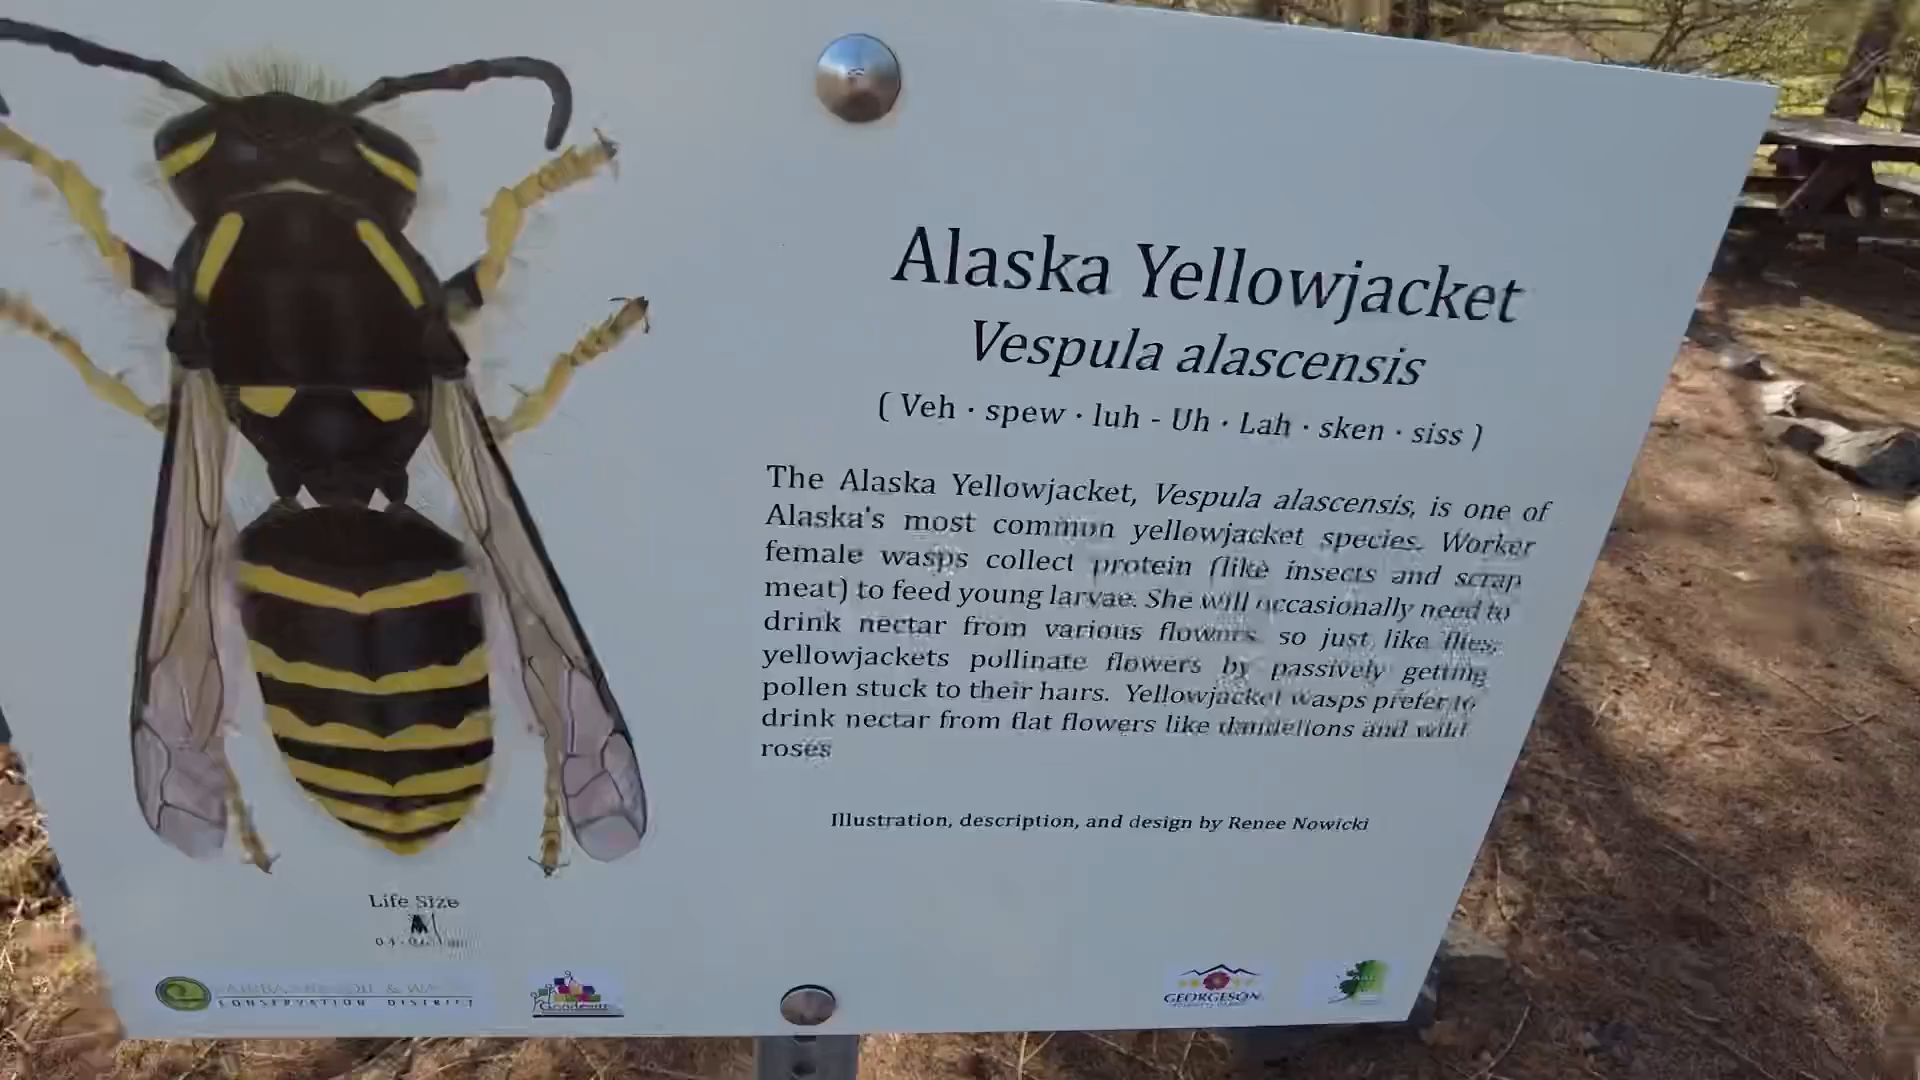 Alaska Yellowjacket
Vespula alascensis
( Veh · spew · luh - Uh · Lah · sken · siss )
The Alaska Yellowjacket, Vespula alascensis, is one of
Alaska's most common yellowjacket species. Worker
female wasps collect protein (like insects and scrap
meat) to feed young larvae. She will occasionally need to
drink nectar from various flowers so just like flies,
yellowjackets pollinate flowers by passively getting
pollen stuck to their hairs. Yellowjacket wasps prefer to
drink nectar from flat flowers like dandelions and wild
roses
Illustration, description, and design by Renee Nowicki
Life Size
CONSERVATION DISTRICT
GEORGESON